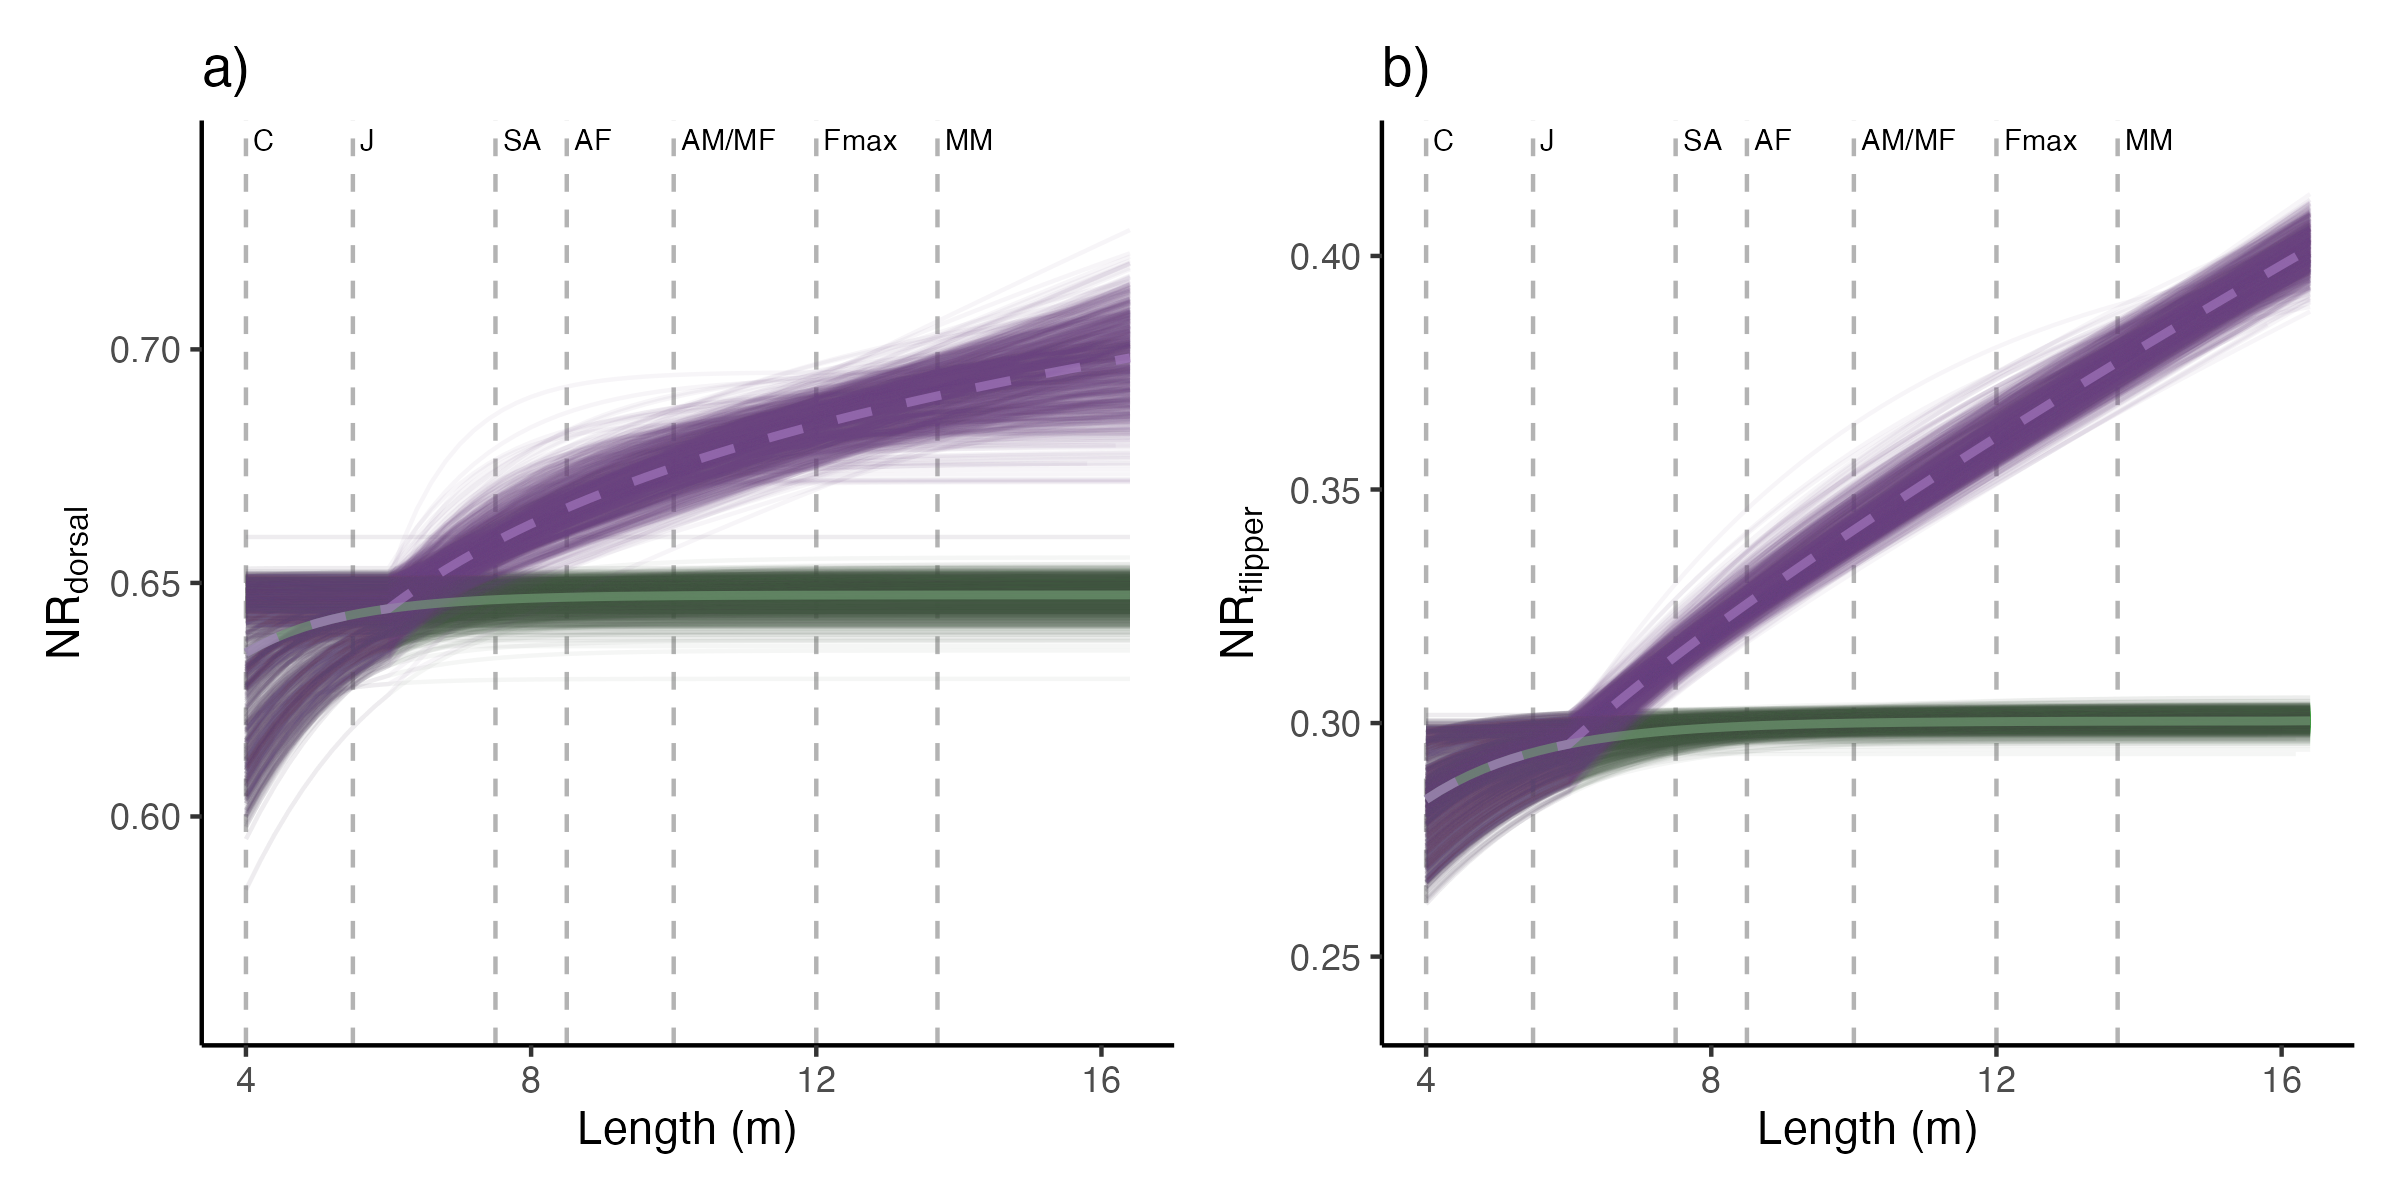 a)
C J SA AF AM/MF Fmax MM
0.70
0.65
0.60
NRdorsal
4 8 12 16
Length (m)
b)
C J SA AF AM/MF Fmax MM
0.40
0.35
0.30
0.25
NRflipper
4 8 12 16
Length (m)